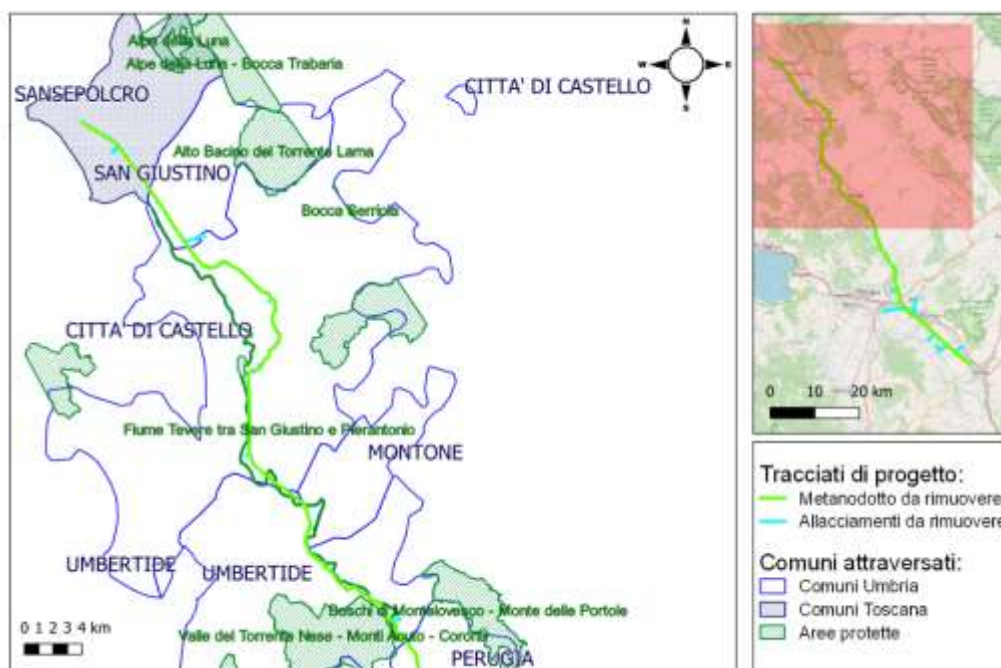 Alpe della Luna
Alpe della Luna - Bocca Trabaria
SANSEPOLCRO
CITTA' DI CASTELLO
N
W
E
S
Alto Bacino del Torrente Lama
SAN GIUSTINO
Bocca Serriola
CITTA' DI CASTELLO
Fiume Tevere tra San Giustino e Pierantonio
MONTONE
UMBERTIDE
UMBERTIDE
Boschi di Montelovesco - Monte delle Portole
Valle del Torrente Nese - Monti Acuto - Corona
PERUGIA
0 1 2 3 4 km
0 10 20 km
Tracciati di progetto:
Metanodotto da rimuovere
Allacciamenti da rimuovere
Comuni attraversati:
Comuni Umbria
Comuni Toscana
Aree protette